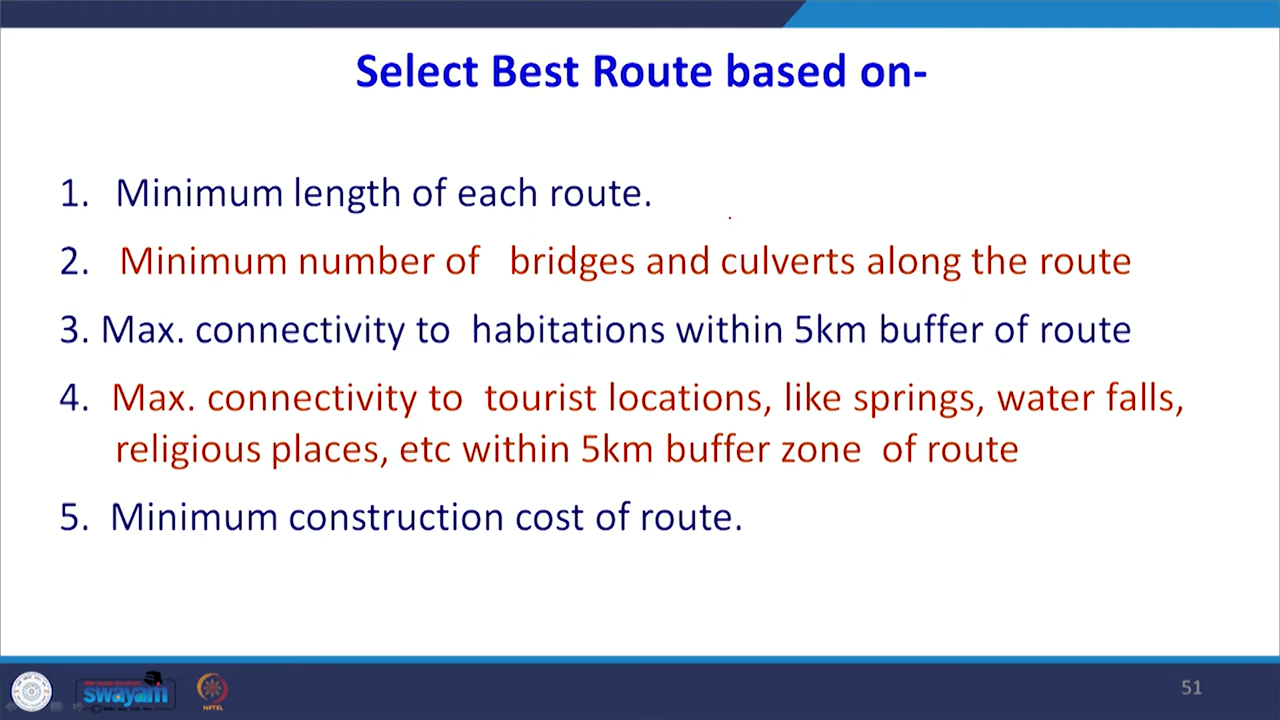 Select Best Route based on-
1. Minimum length of each route.
2. Minimum number of bridges and culverts along the route
3. Max. connectivity to habitations within 5km buffer of route
4. Max. connectivity to tourist locations, like springs, water falls,
religious places, etc within 5km buffer zone of route
5. Minimum construction cost of route.
swayam
NPTEL
51